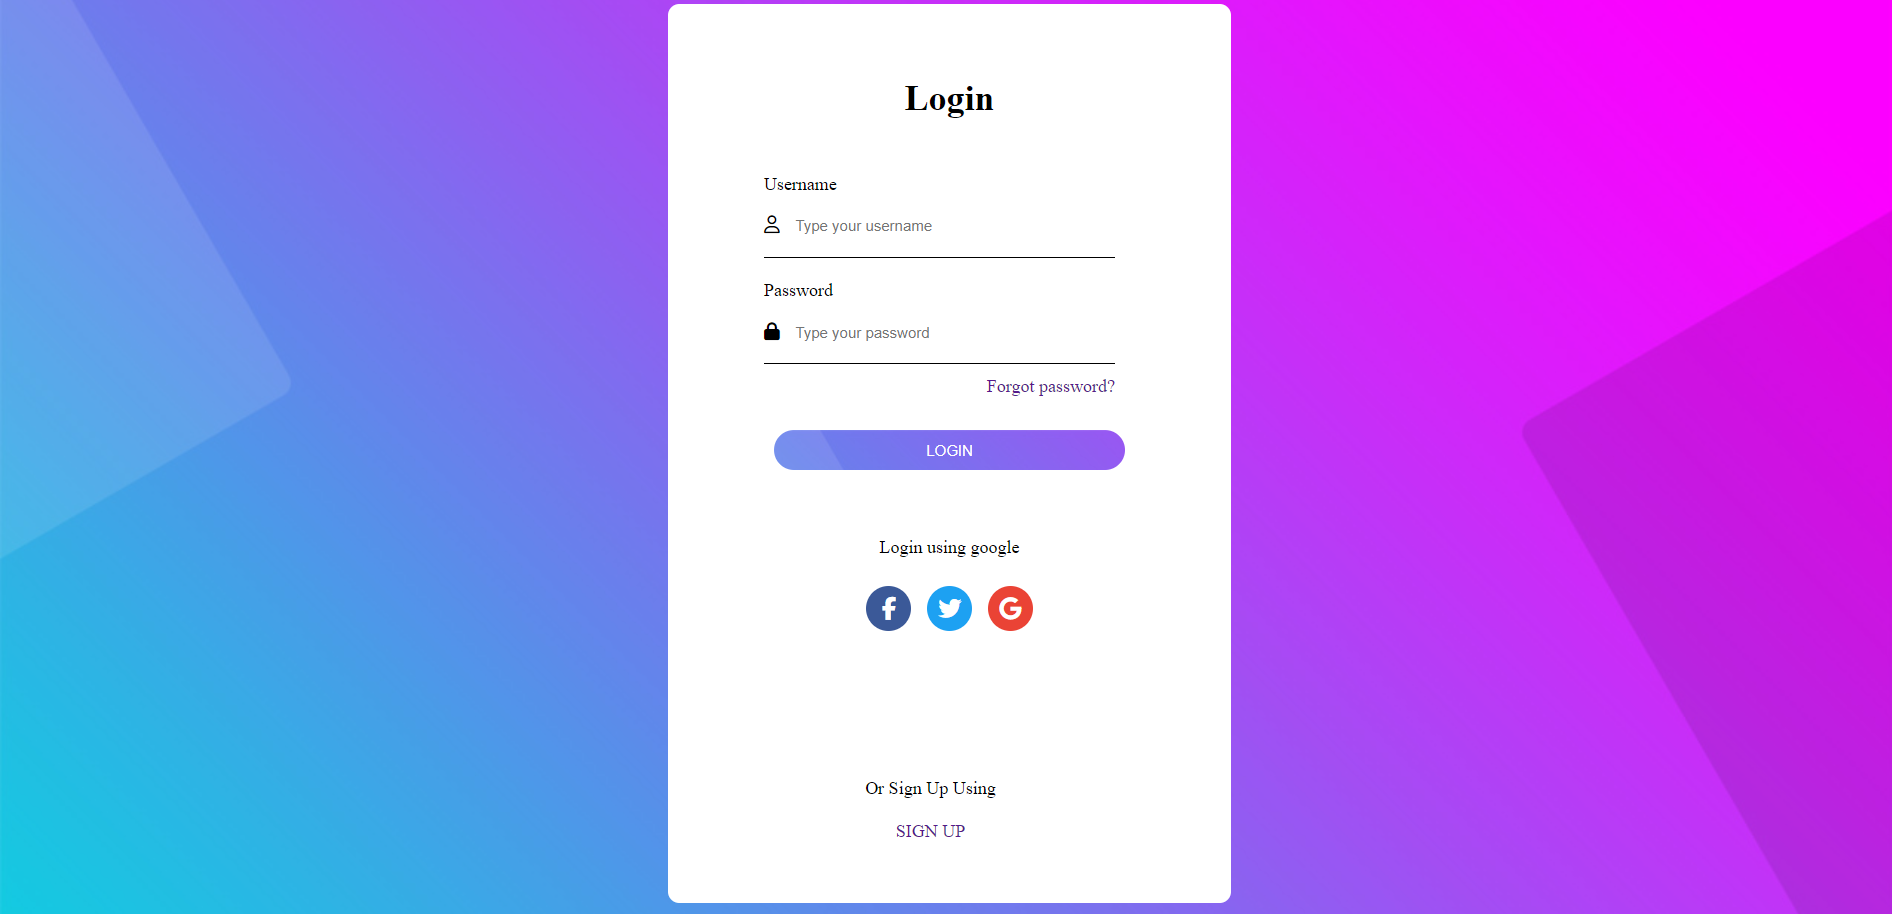 Login
Username
Type your username
Password
Type your password
Forgot password?
LOGIN
Login using google
Or Sign Up Using
SIGN UP